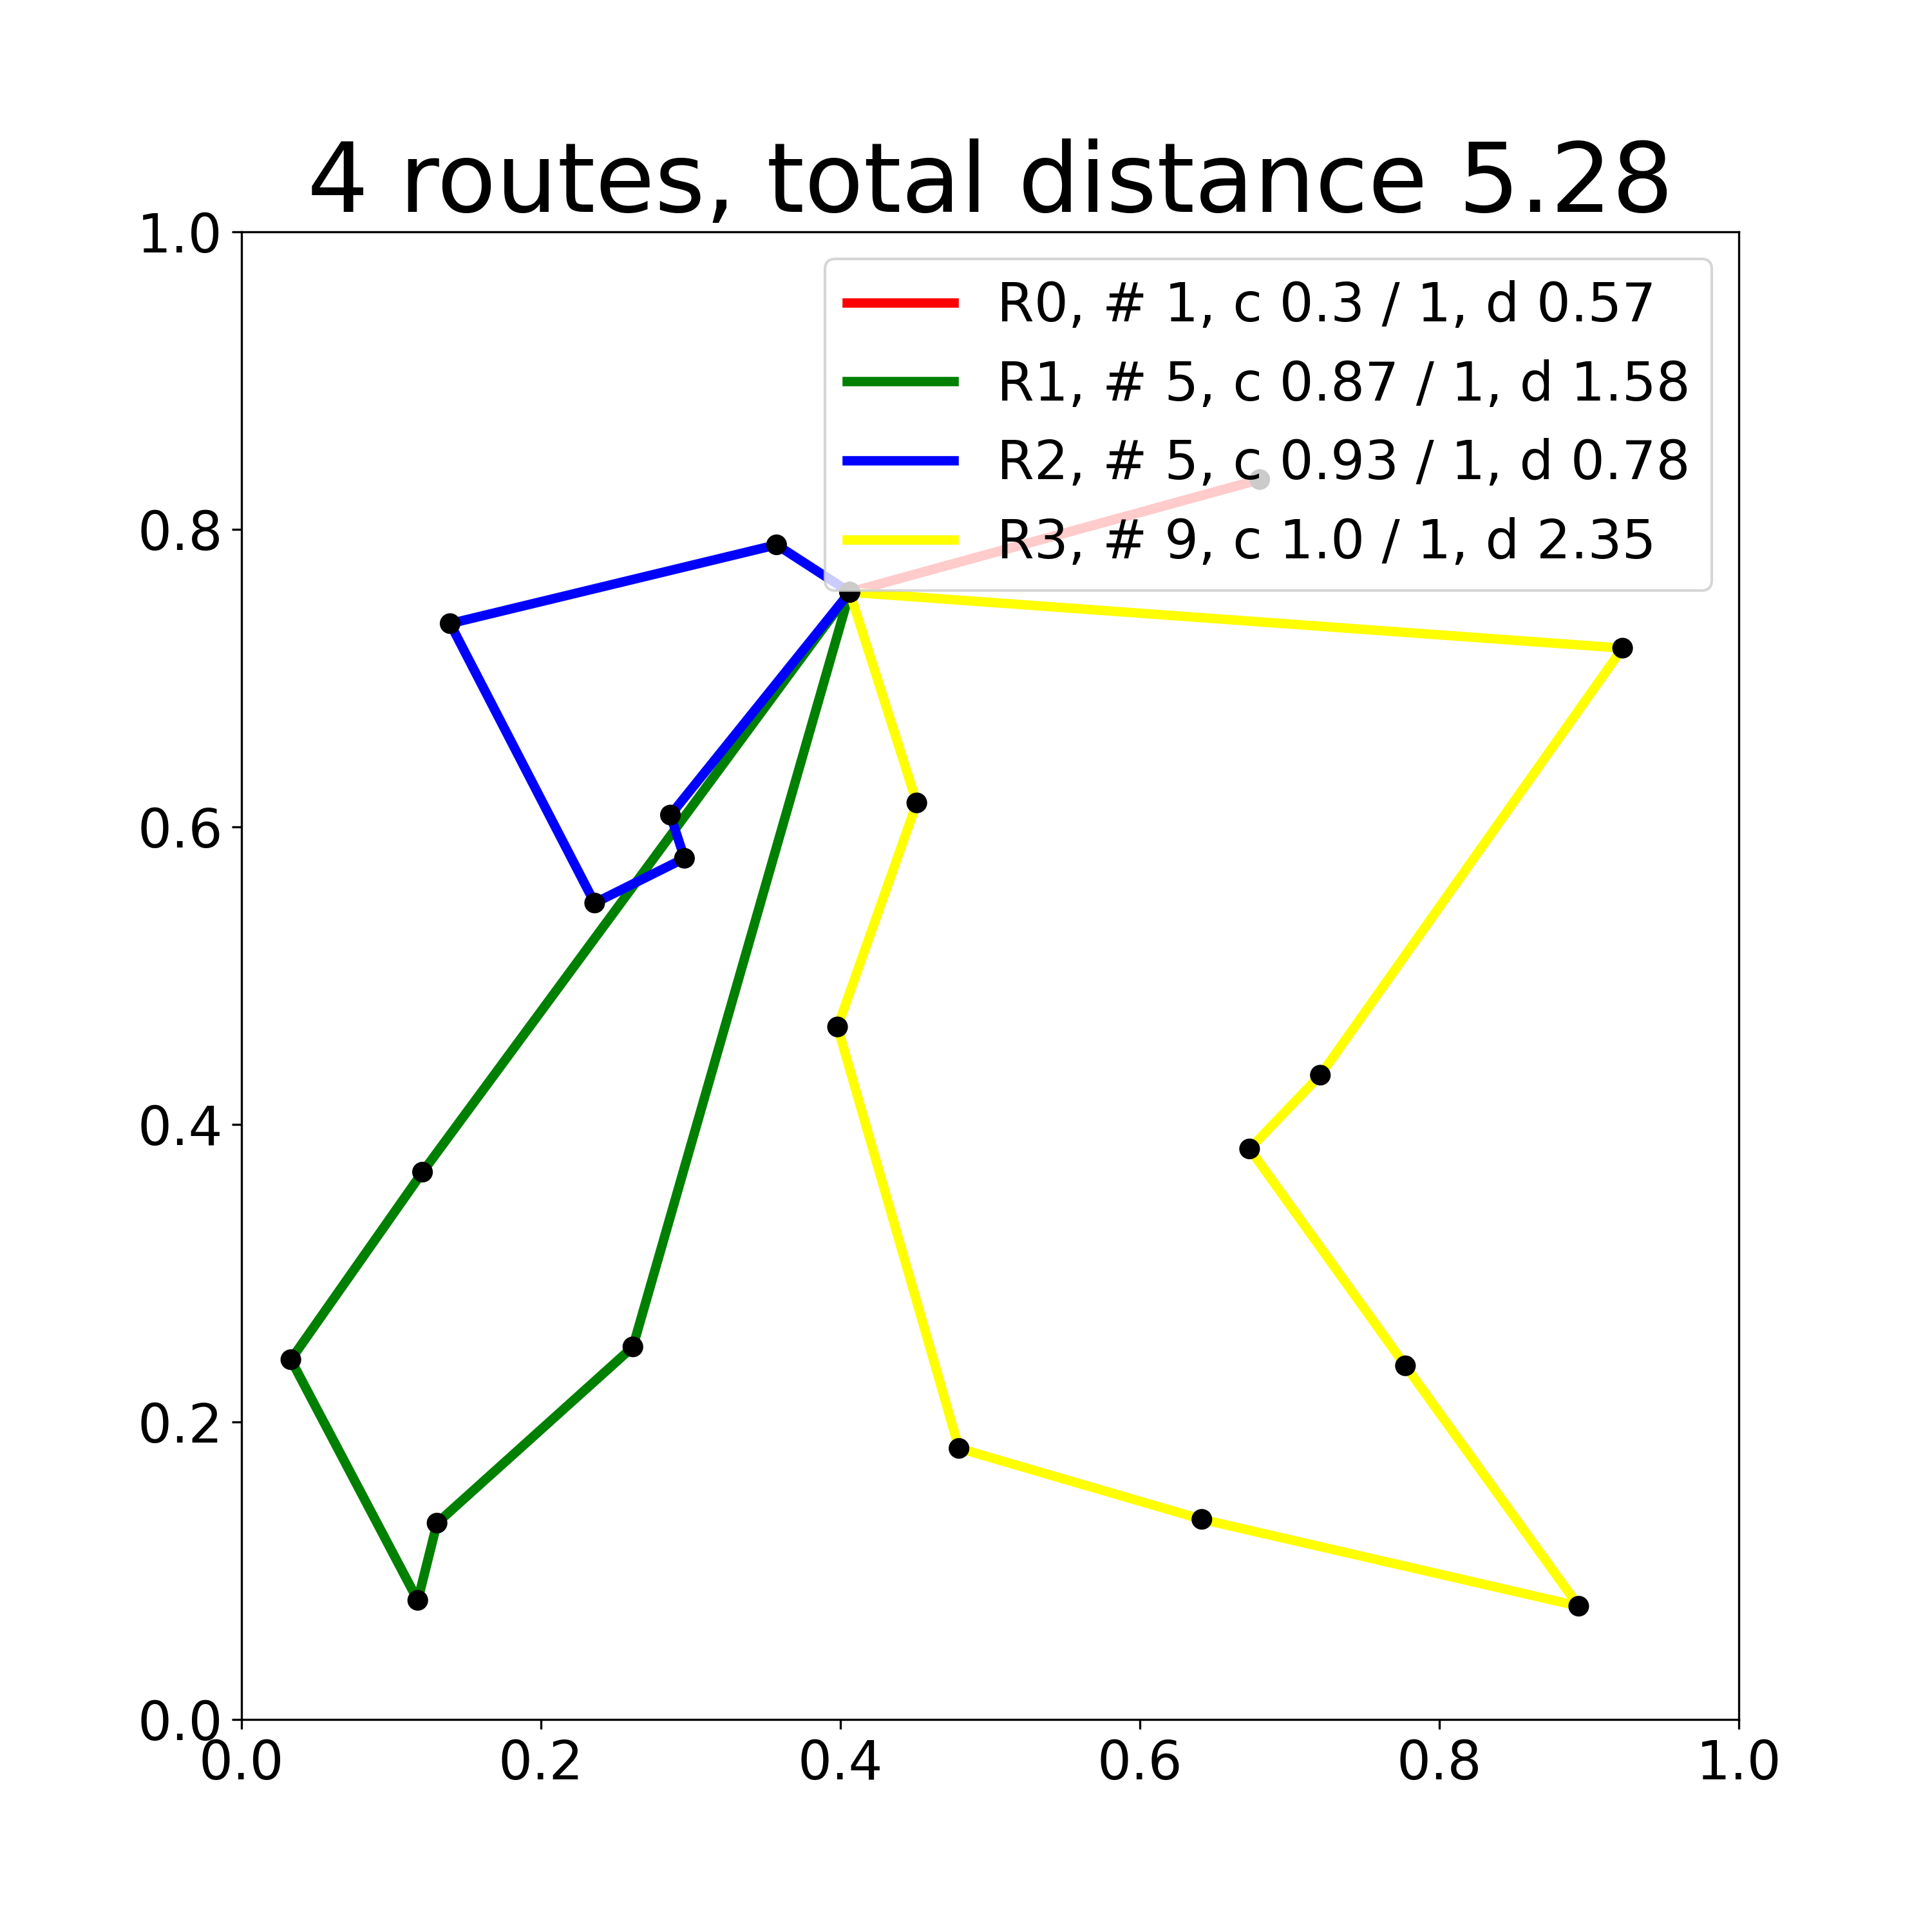 4 routes, total distance 5.28
R0, # 1, c 0.3 / 1, d 0.57
R1, # 5, c 0.87 / 1, d 1.58
R2, # 5, c 0.93 / 1, d 0.78
R3, # 9, c 1.0 / 1, d 2.35
1.0
0.8
0.6
0.4
0.2
0.0
0.0 0.2 0.4 0.6 0.8 1.0